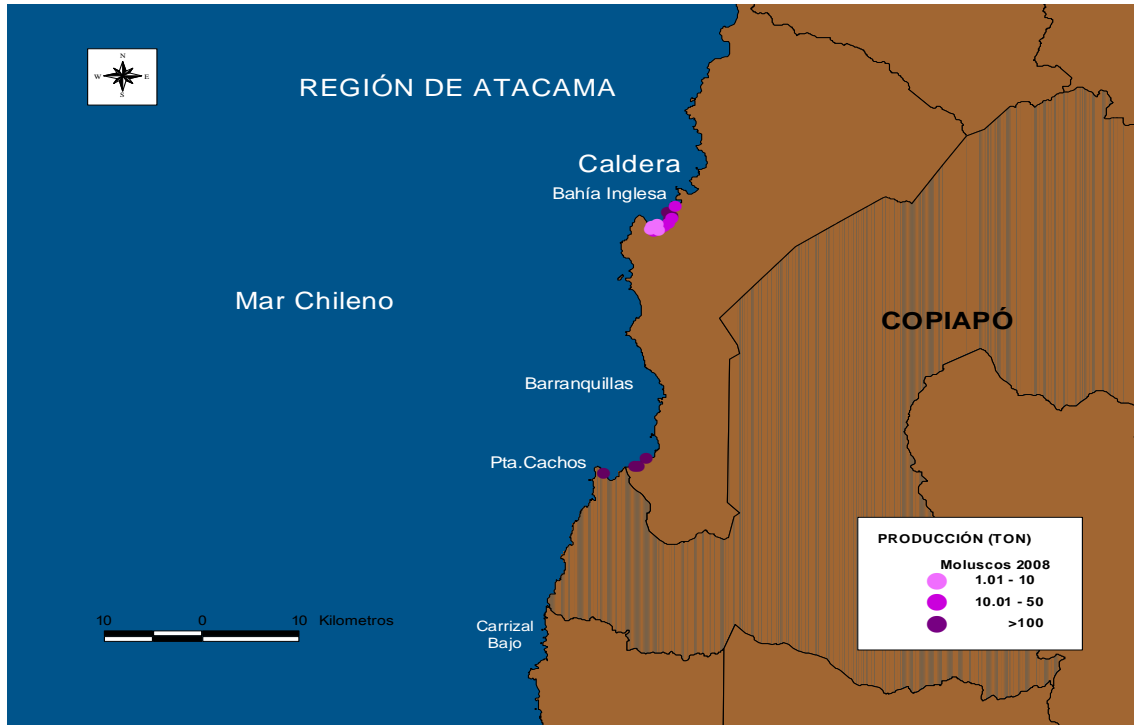 N
W E
S
REGIÓN DE ATACAMA
Caldera
Bahía Inglesa
Mar Chileno
COPIAPÓ
Barranquillas
Pta.Cachos
PRODUCCIÓN (TON)
Moluscos 2008
1.01 - 10
10.01 - 50
>100
10 0 10 Kilometros
Carrizal
Bajo